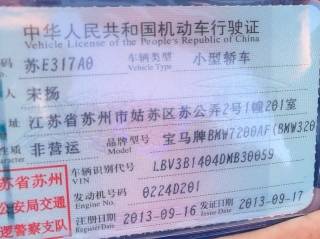 中华人民共和国机动车行驶证
Vehicle License of the People's Republic of China
码 苏E317A0 车辆类型 小型轿车
Vehicle Type
宋扬
江苏省苏州市姑苏区苏公弄2号1幢201室
性质 非营运 品牌型号 宝马牌BMW7200AF(BMW320
Model
车辆识别代号 LBV3B1404DMB30059
VIN
苏省苏州 发动机号码 0224D201
Engine No.
公安局交通
逻警察支队 注册日期 2013-09-16 发证日期 2013-09-17
Register Date Issue Date